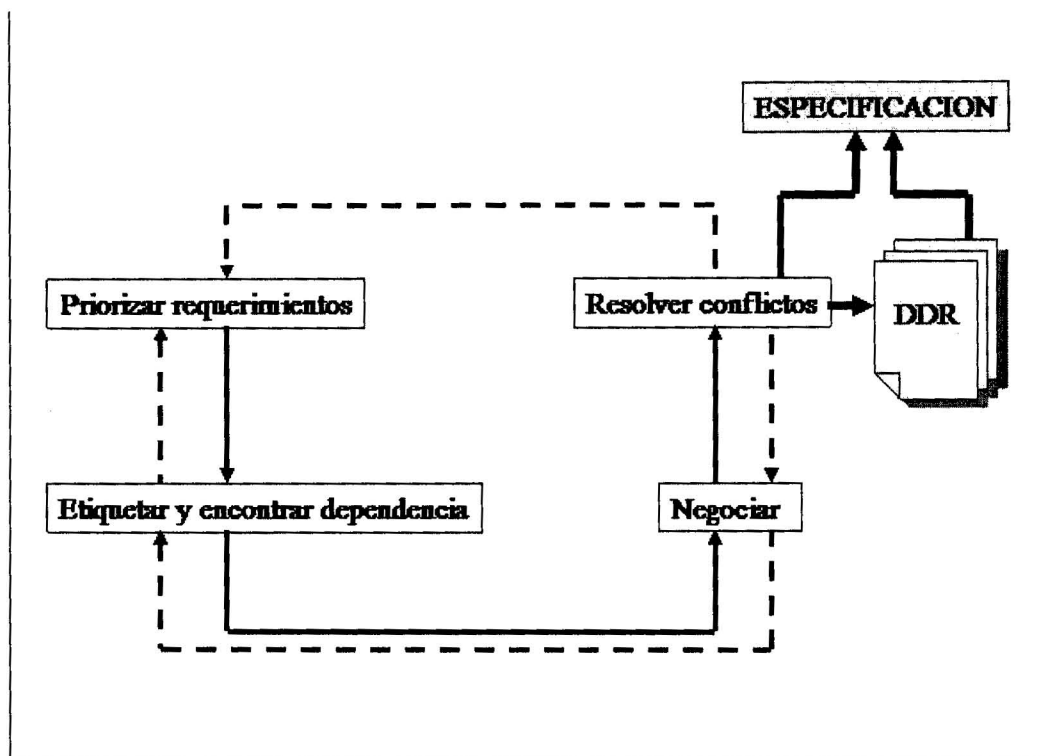 ESPECIFICACION
Priorizar requerimientos
Resolver conflictos
DDR
Etiquetar y encontrar dependencia
Negociar